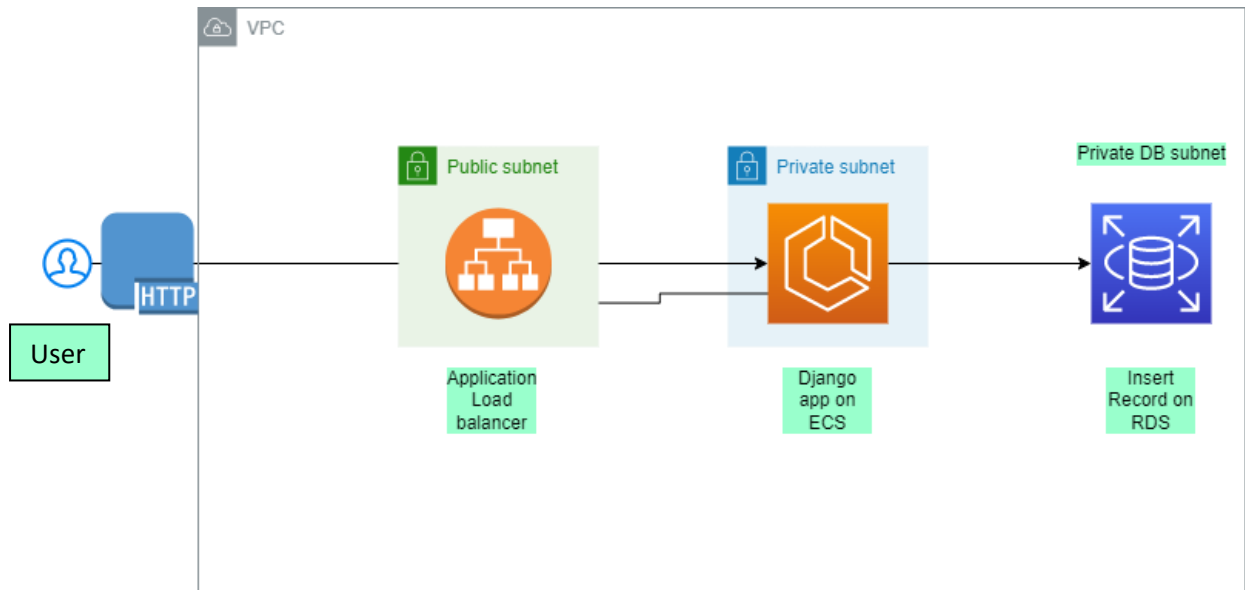 VPC
Public subnet
Private subnet
Private DB subnet
HTTP
User
Application
Load
balancer
Django
app on
ECS
Insert
Record on
RDS